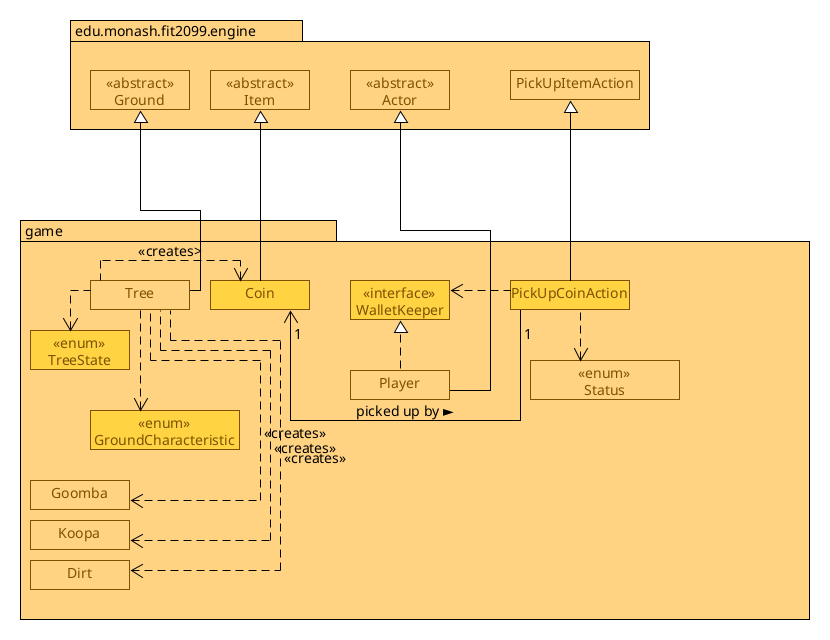 edu.monash.fit2099.engine
«abstract»
Ground
«abstract»
Item
«abstract»
Actor
PickUpItemAction
game
«creates»
Tree
Coin
«interface»
WalletKeeper
PickUpCoinAction
«enum»
TreeState
1
1
«enum»
Status
Player
picked up by ►
«enum»
GroundCharacteristic
«creates»
«creates»
«creates»
Goomba
Koopa
Dirt